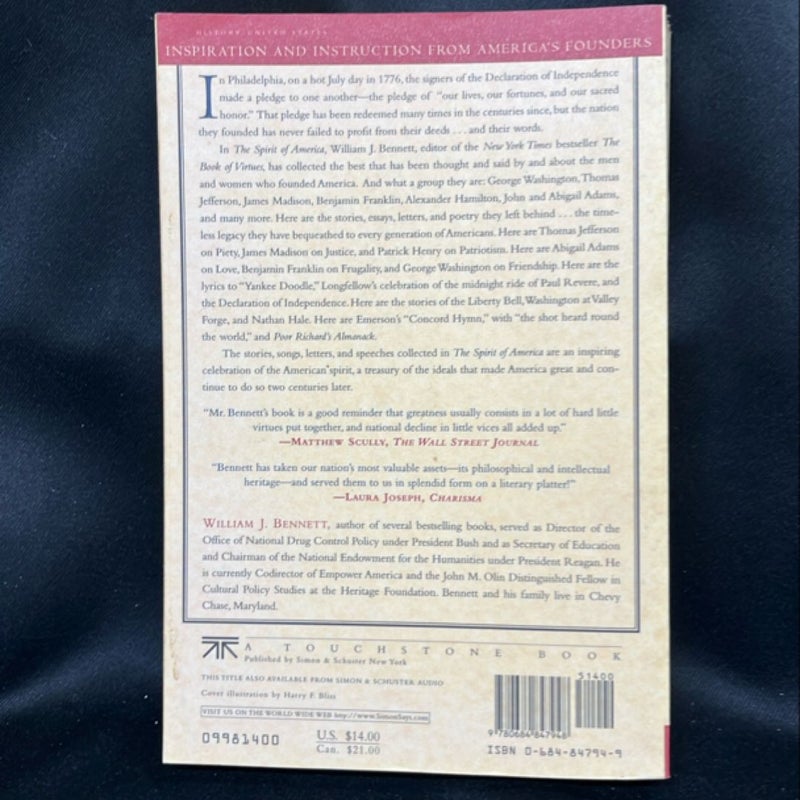 HISTORY/UNITED STATES
INSPIRATION AND INSTRUCTION FROM AMERICA'S FOUNDERS
In Philadelphia, on a hot July day in 1776, the signers of the Declaration of Independence
made a pledge to one another—the pledge of "our lives, our fortunes, and our sacred
honor." That pledge has been redeemed many times in the centuries since, but the nation
they founded has never failed to profit from their deeds . . . and their words.
In The Spirit of America, William J. Bennett, editor of the New York Times bestseller The
Book of Virtues, has collected the best that has been thought and said by and about the men
and women who founded America. And what a group they are: George Washington, Thomas
Jefferson, James Madison, Benjamin Franklin, Alexander Hamilton, John and Abigail Adams,
and many more. Here are the stories, essays, letters, and poetry they left behind . . . the time-
less legacy they have bequeathed to every generation of Americans. Here are Thomas Jefferson
on Piety, James Madison on Justice, and Patrick Henry on Patriotism. Here are Abigail Adams
on Love, Benjamin Franklin on Frugality, and George Washington on Friendship. Here are the
lyrics to "Yankee Doodle," Longfellow's celebration of the midnight ride of Paul Revere, and
the Declaration of Independence. Here are the stories of the Liberty Bell, Washington at Valley
Forge, and Nathan Hale. Here are Emerson's "Concord Hymn," with "the shot heard round
the world," and Poor Richard's Almanack.
The stories, songs, letters, and speeches collected in The Spirit of America are an inspiring
celebration of the American spirit, a treasury of the ideals that made America great and con-
tinue to do so two centuries later.
"Mr. Bennett's book is a good reminder that greatness usually consists in a lot of hard little
virtues put together, and national decline in little vices all added up."
—MATTHEW SCULLY, THE WALL STREET JOURNAL
"Bennett has taken our nation's most valuable assets—its philosophical and intellectual
heritage—and served them to us in splendid form on a literary platter!"
—LAURA JOSEPH, CHARISMA
WILLIAM J. BENNETT, author of several bestselling books, served as Director of the
Office of National Drug Control Policy under President Bush and as Secretary of Education
and Chairman of the National Endowment for the Humanities under President Reagan. He
is currently Codirector of Empower America and the John M. Olin Distinguished Fellow in
Cultural Policy Studies at the Heritage Foundation. Bennett and his family live in Chevy
Chase, Maryland.
A TOUCHSTONE BOOK
Published by Simon & Schuster New York
THIS TITLE ALSO AVAILABLE FROM SIMON & SCHUSTER AUDIO
Cover illustration by Harry F. Bliss
VISIT US ON THE WORLD WIDE WEB http://www.SimonSays.com
09981400
U.S. $14.00
Can. $21.00
51400
9 780684 847948
ISBN 0-684-84794-9